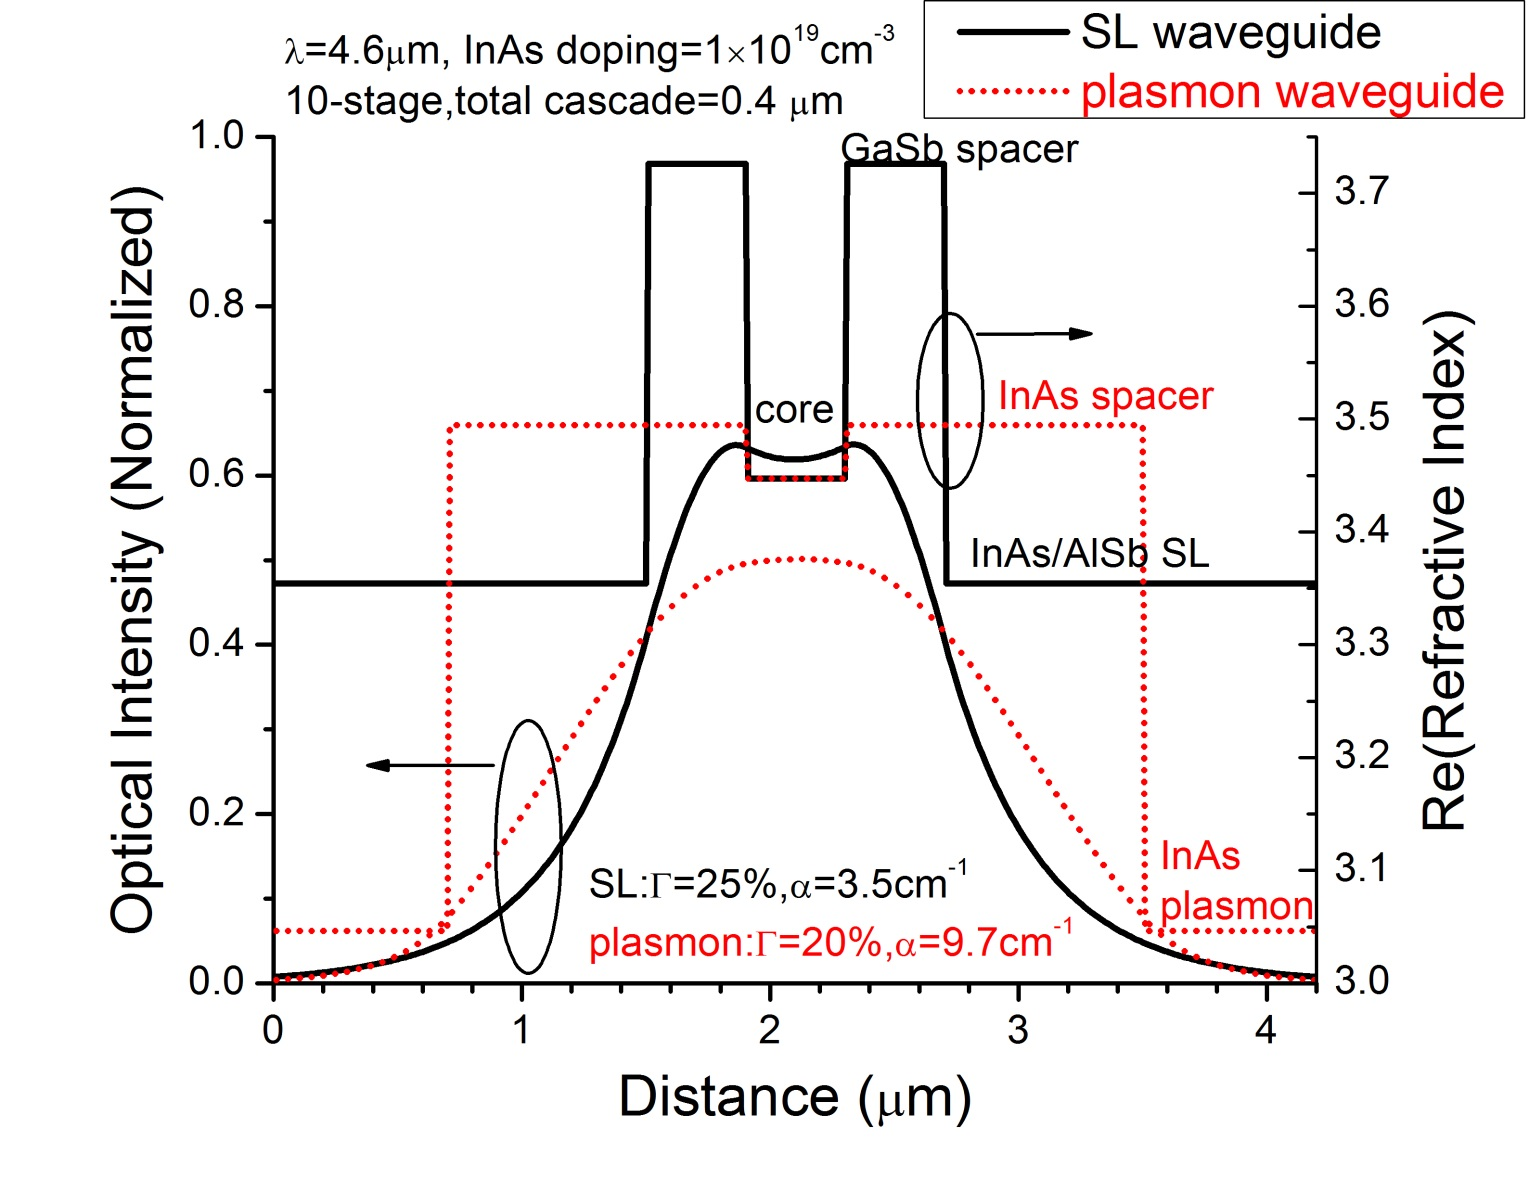 λ=4.6μm, InAs doping=1×10¹⁹cm⁻³
10-stage,total cascade=0.4 μm
SL waveguide
plasmon waveguide
1.0
0.8
0.6
0.4
0.2
0.0
Optical Intensity (Normalized)
GaSb spacer
core
InAs spacer
InAs/AlSb SL
InAs
plasmon
SL:Γ=25%,α=3.5cm⁻¹
plasmon:Γ=20%,α=9.7cm⁻¹
3.7
3.6
3.5
3.4
3.3
3.2
3.1
3.0
Re(Refractive Index)
0
1
2
3
4
Distance (μm)